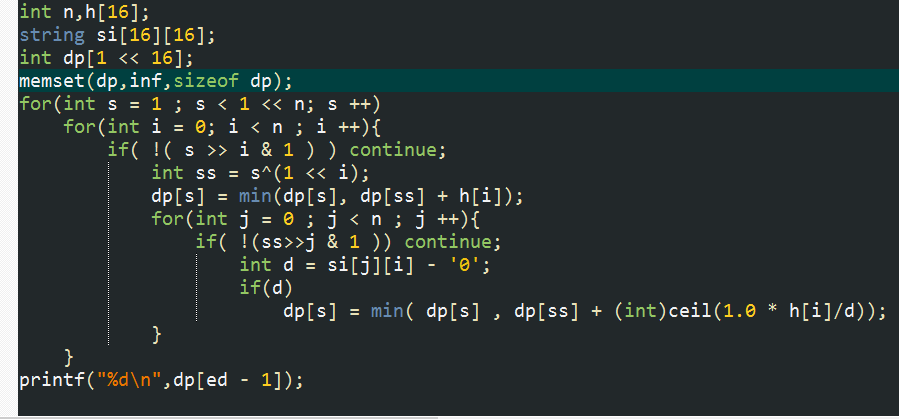 int n,h[16];
string si[16][16];
int dp[1 << 16];
memset(dp,inf,sizeof dp);
for(int s = 1 ; s < 1 << n; s ++)
    for(int i = 0; i < n ; i ++){
        if( !( s >> i & 1 ) ) continue;
            int ss = s^(1 << i);
            dp[s] = min(dp[s], dp[ss] + h[i]);
            for(int j = 0 ; j < n ; j ++){
                if( !(ss>>j & 1 )) continue;
                    int d = si[j][i] - '0';
                    if(d)
                        dp[s] = min( dp[s] , dp[ss] + (int)ceil(1.0 * h[i]/d));
            }
    }
printf("%d\n",dp[ed - 1]);